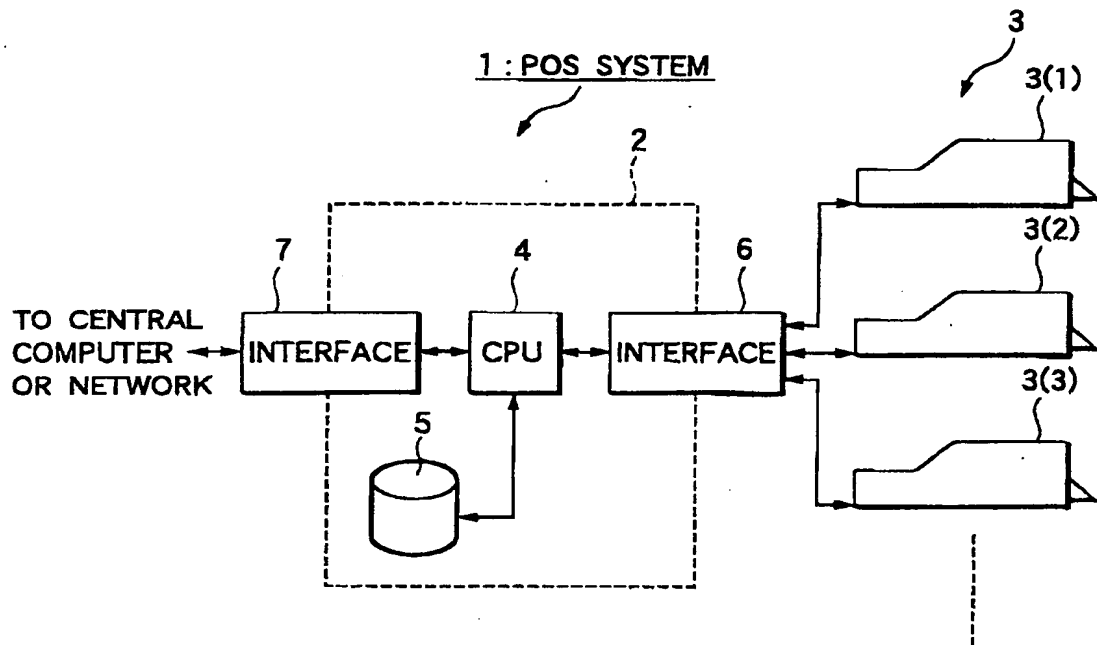 1 : POS SYSTEM
3
3(1)
2
3(2)
7
4
6
TO CENTRAL
COMPUTER
OR NETWORK
INTERFACE
CPU
INTERFACE
3(3)
5